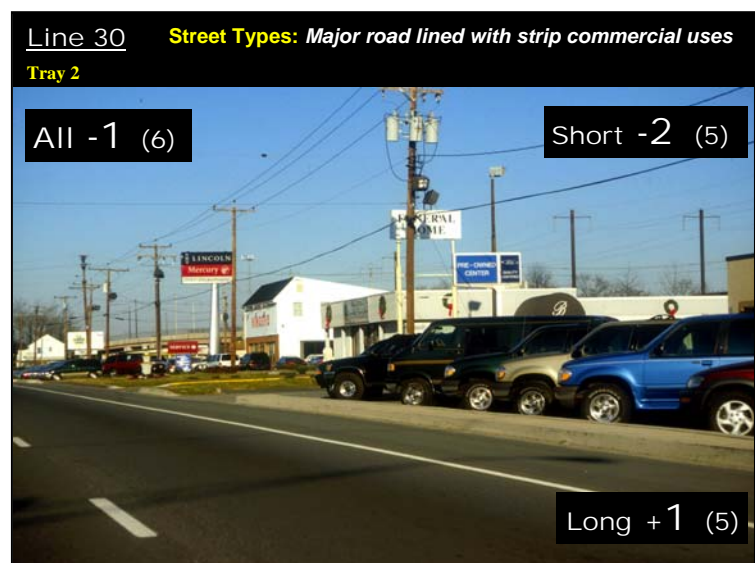 Line 30 Street Types: Major road lined with strip commercial uses
Tray 2
All -1 (6)
Short -2 (5)
FUNERAL
HOME
LINCOLN
Mercury
PRE-OWNED
CENTER
B
SERVICE
Long +1 (5)